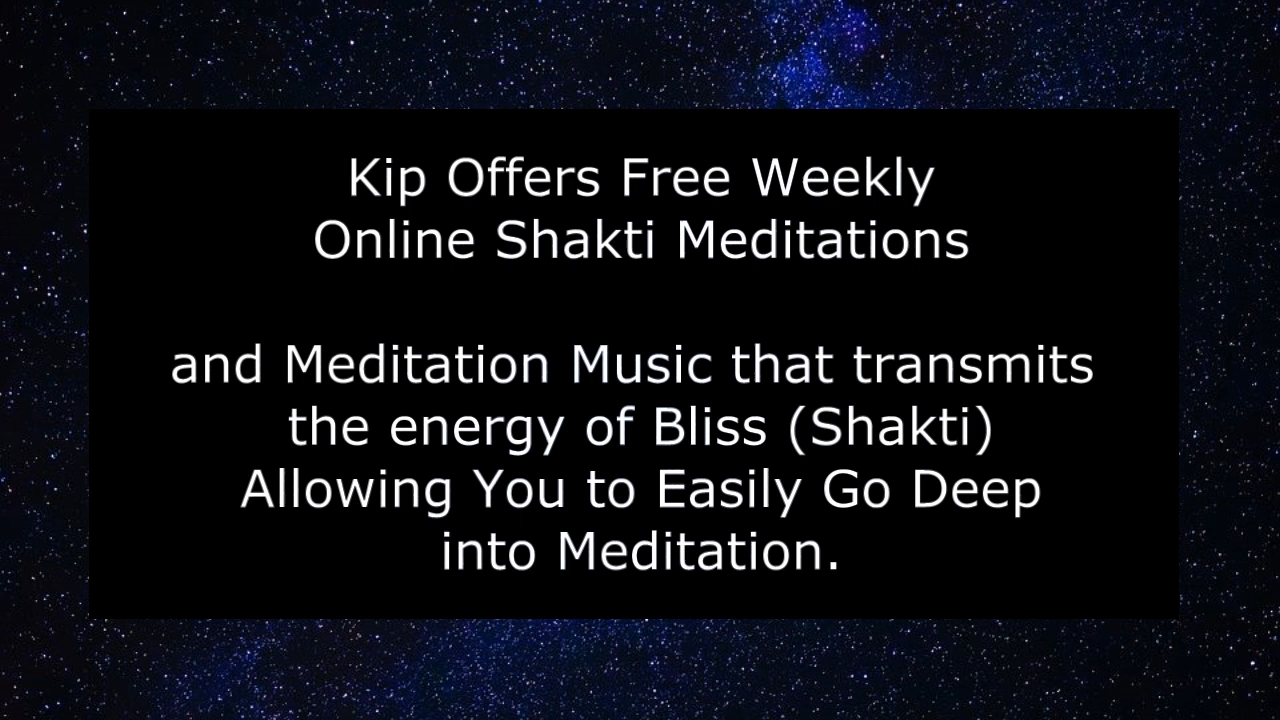 Kip Offers Free Weekly
Online Shakti Meditations
and Meditation Music that transmits
the energy of Bliss (Shakti)
Allowing You to Easily Go Deep
into Meditation.